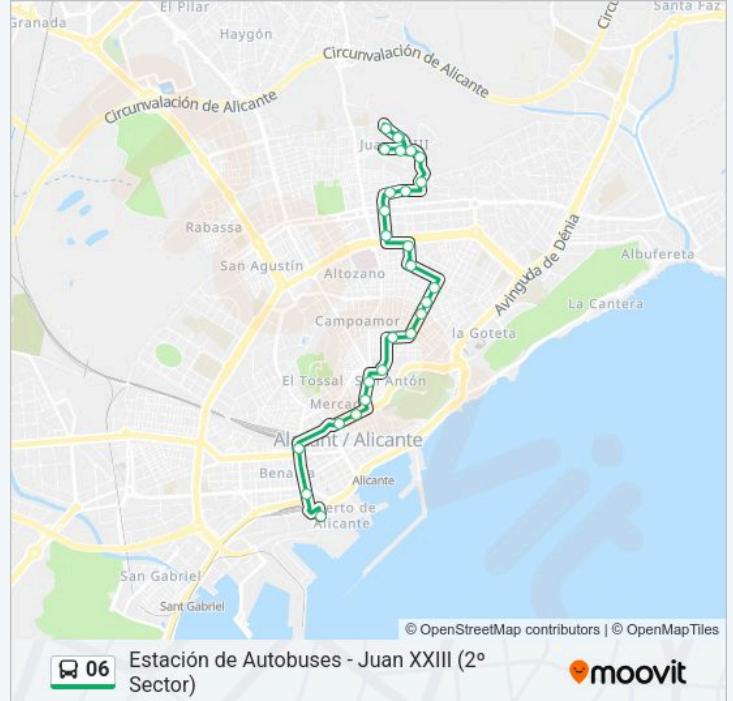 El Pilar
Santa Faz
Granada
Haygón
Circunvalación de Alicante
Circunvalación de Alicante
Rabassa
San Agustín
Altozano
Avinguda de Dénia
Albufereta
La Cantera
Campoamor
la Goteta
El Tossal
Alicante
San Gabriel
Alicante
Sant Gabriel
© OpenStreetMap contributors | © OpenMapTiles
06
Estación de Autobuses - Juan XXIII (2º
Sector)
moovit